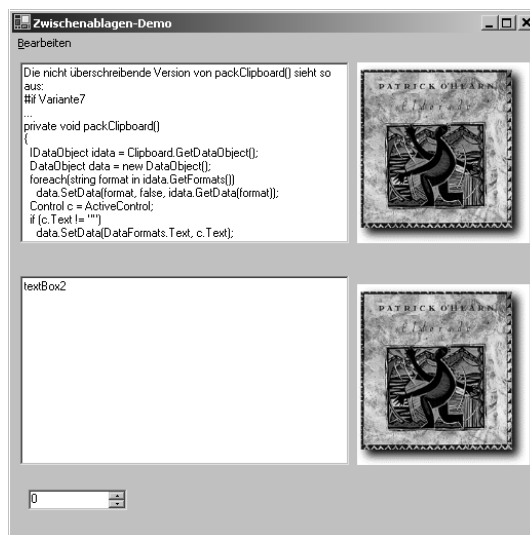 Zwischenablagen-Demo
Bearbeiten
Die nicht überschreibende Version von packClipboard() sieht so
aus:
#if Variante7
...
private void packClipboard()
{
IDataObject idata = Clipboard.GetDataObject();
DataObject data = new DataObject();
foreach(string format in idata.GetFormats())
data.SetData(format, false, idata.GetData(format));
Control c = ActiveControl;
if (c.Text != "")
data.SetData(DataFormats.Text, c.Text);
PATRICK O'HEARN
eldorado
textBox2
PATRICK O'HEARN
eldorado
0